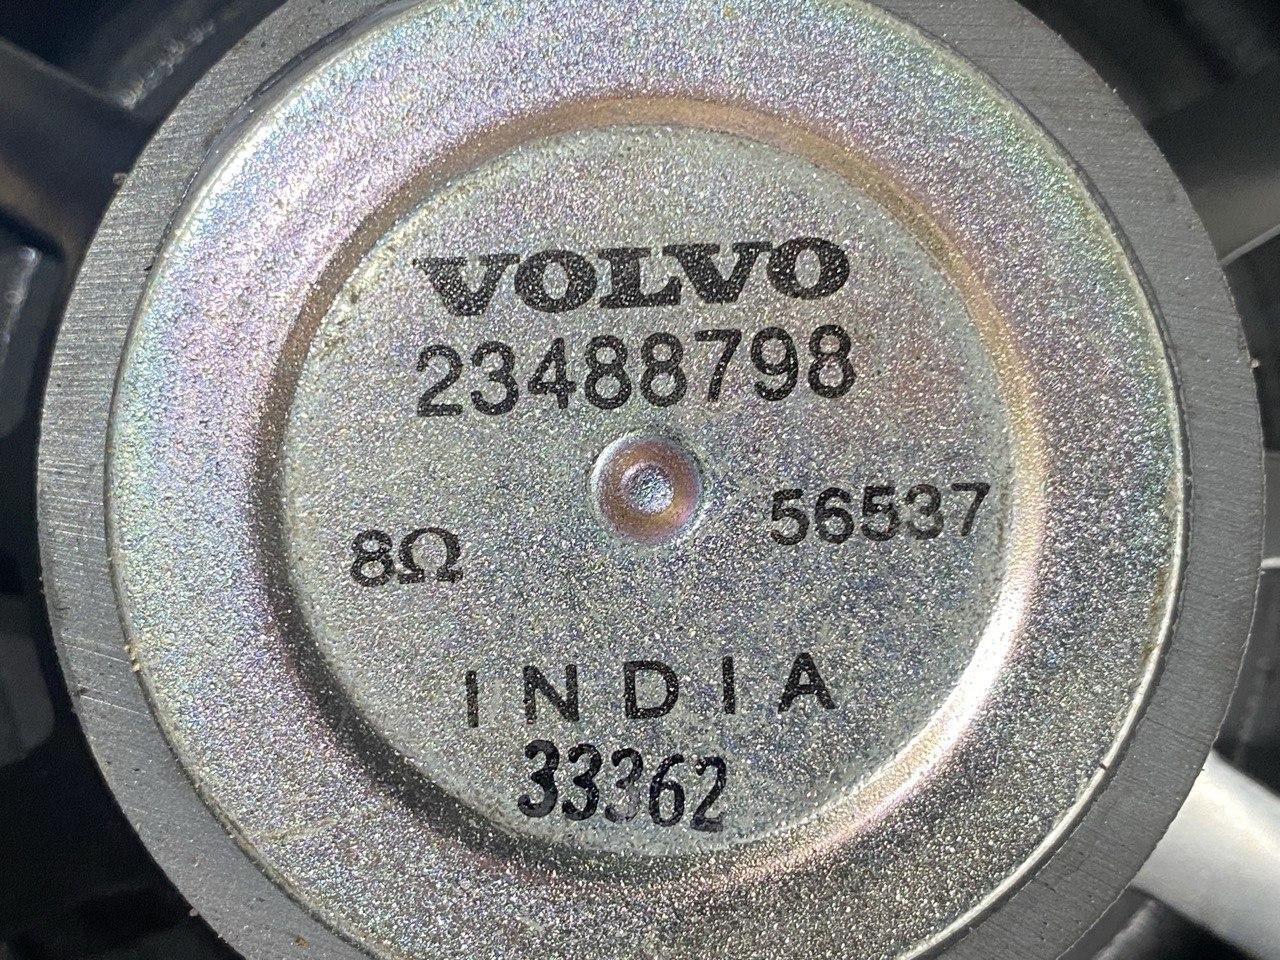 VOLVO
23488798
8Ω 56537
INDIA
33362